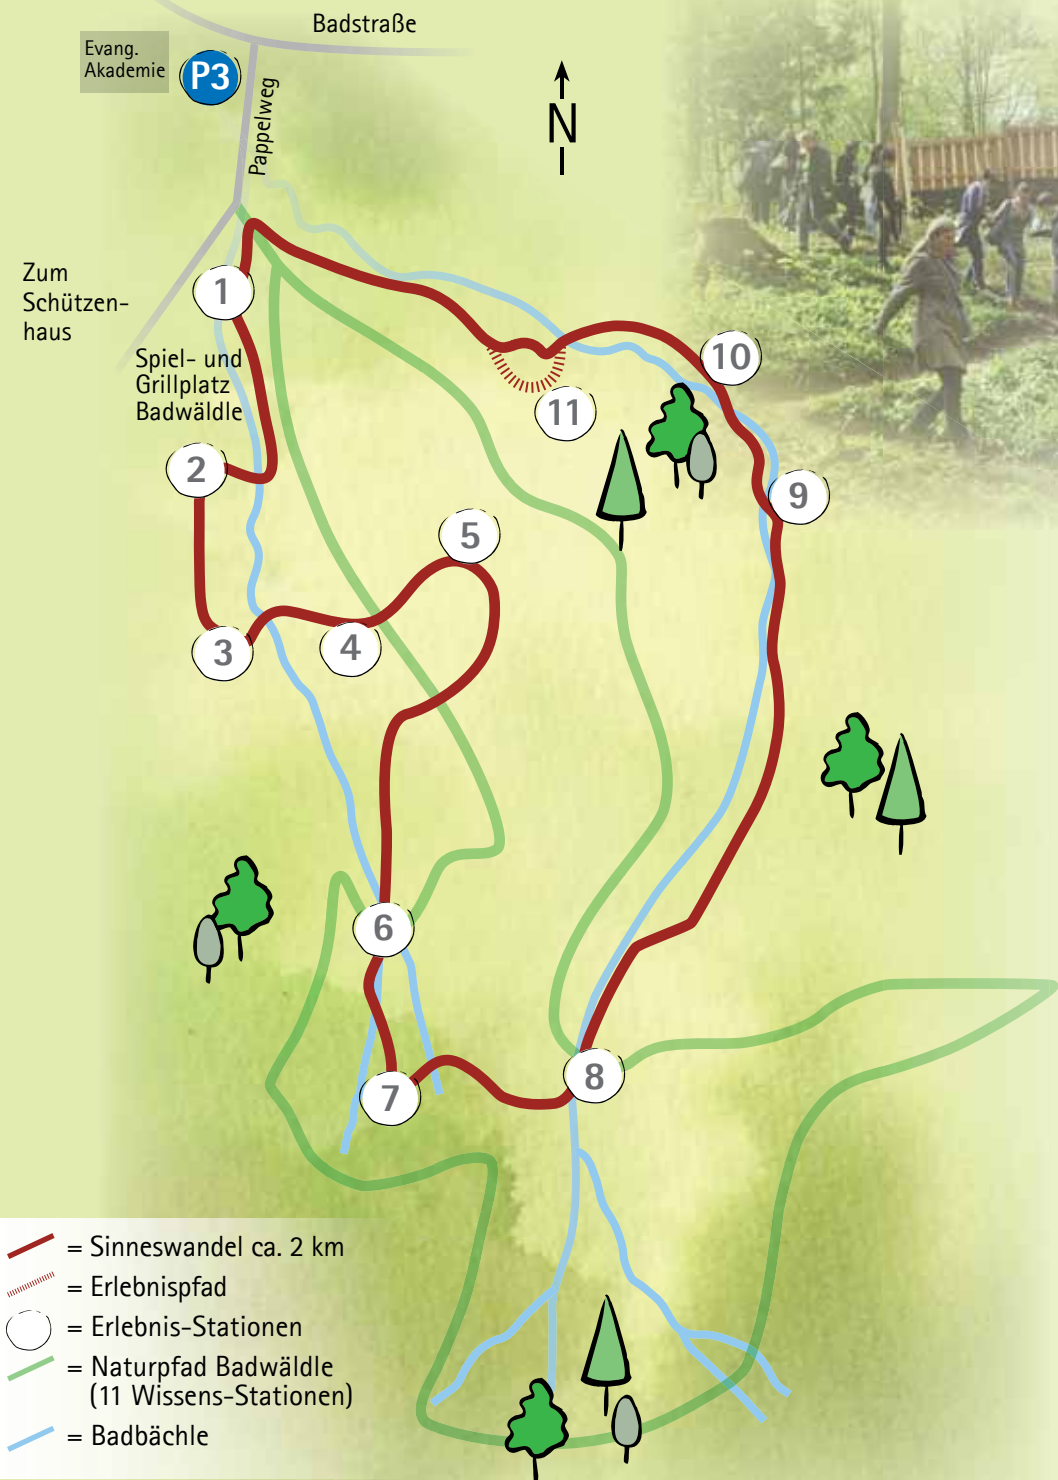 Badstraße
Evang.
Akademie
P3
Pappelweg
N
Zum
Schützen-
haus
1
Spiel- und
Grillplatz
Badwäldle
10
11
2
9
5
3
4
6
8
7
= Sinneswandel ca. 2 km
= Erlebnispfad
= Erlebnis-Stationen
= Naturpfad Badwäldle
(11 Wissens-Stationen)
= Badbächle